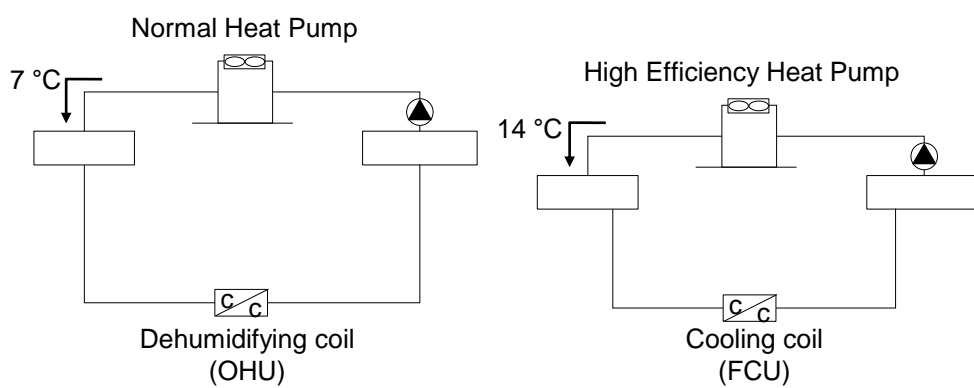 Normal Heat Pump
7 °C
C
C
Dehumidifying coil
(OHU)
High Efficiency Heat Pump
14 °C
C
C
Cooling coil
(FCU)